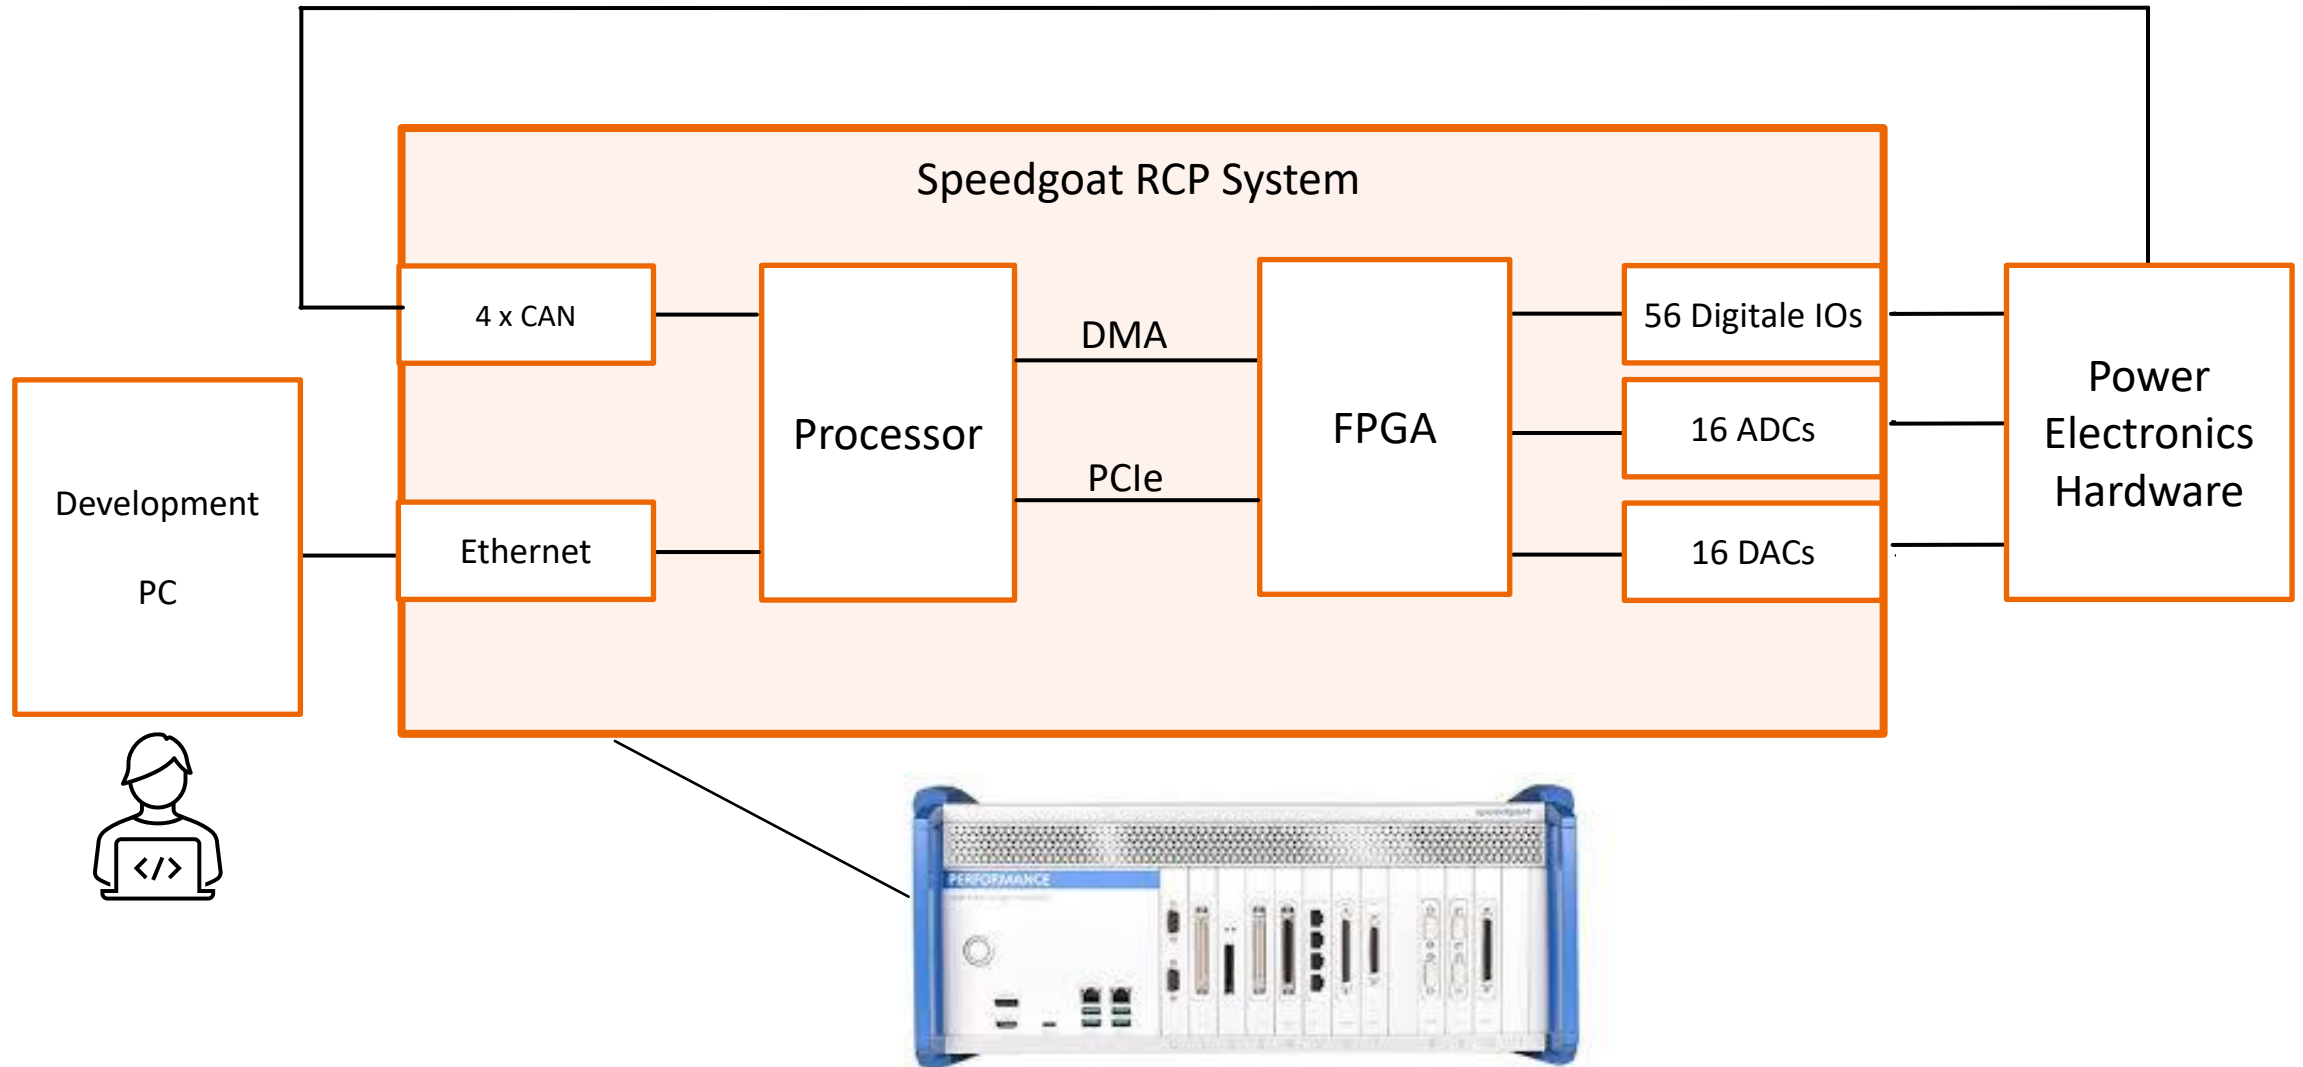 Speedgoat RCP System
4 x CAN
Ethernet
Development
PC
Processor
DMA
PCIe
FPGA
56 Digitale IOs
16 ADCs
16 DACs
Power
Electronics
Hardware
</>
speedgoat
PERFORMANCE